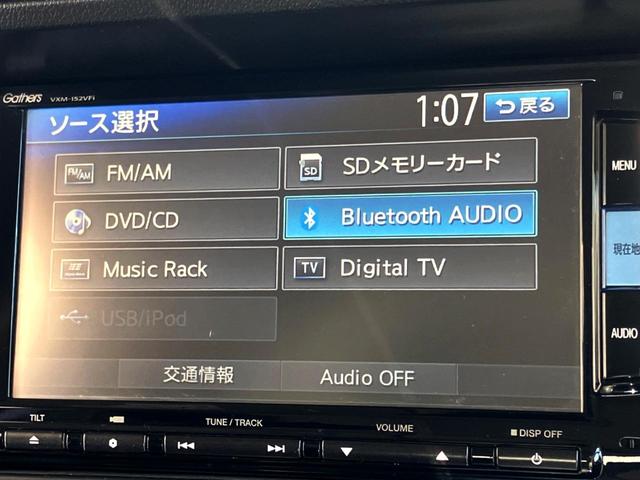 Gathers VXM-152VFi
ソース選択 1:07 戻る
FM/AM FM/AM SD SDメモリーカード
DVD/CD Bluetooth AUDIO
Music Rack TV Digital TV
USB/iPod
交通情報 Audio OFF
MENU
現在地
AUDIO
TILT TUNE / TRACK VOLUME DISP OFF